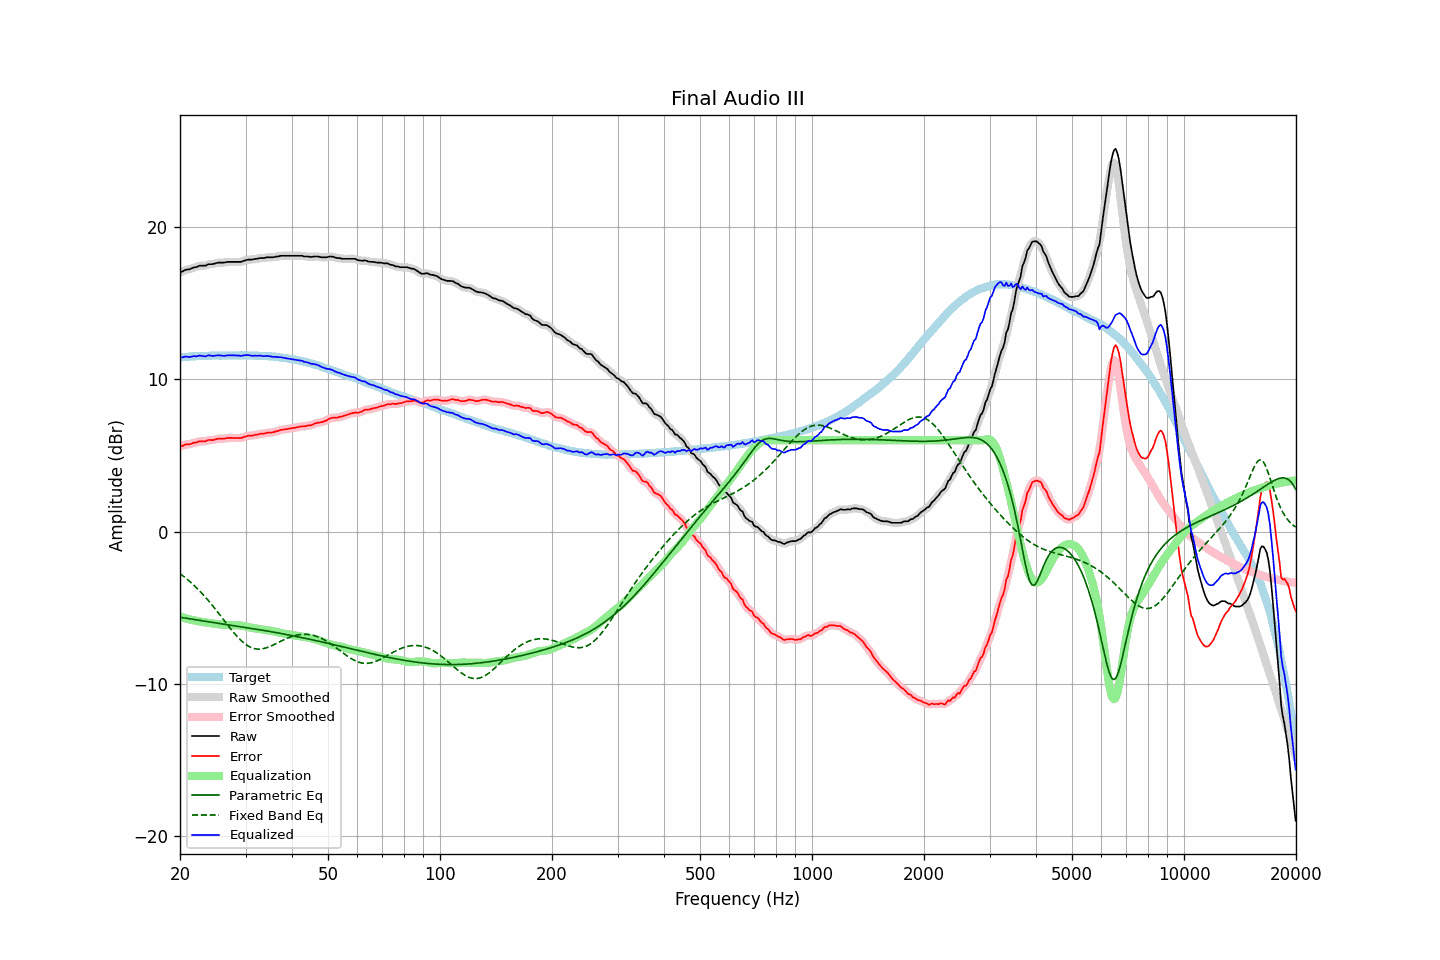 Final Audio III
Amplitude (dBr)
20
10
0
−10
−20
Target
Raw Smoothed
Error Smoothed
Raw
Error
Equalization
Parametric Eq
Fixed Band Eq
Equalized
20 50 100 200 500 1000 2000 5000 10000 20000
Frequency (Hz)